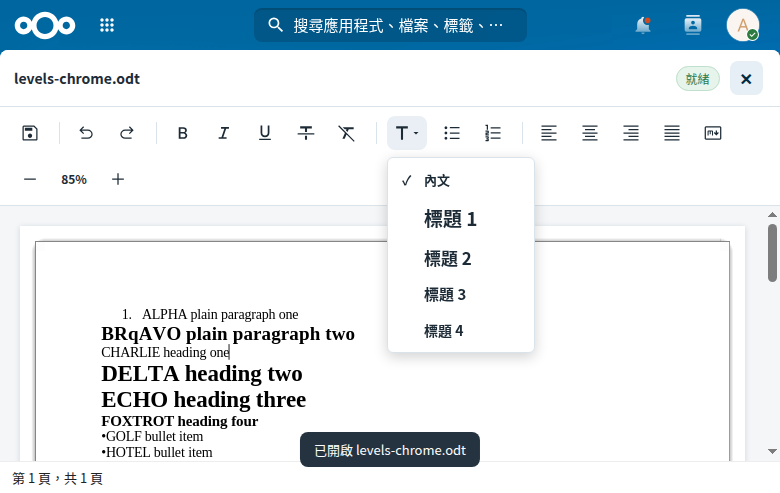 搜尋應用程式、檔案、標籤、…
A
levels-chrome.odt
就緒
B I U T T
85%
✓ 內文
標題 1
標題 2
標題 3
標題 4
1. ALPHA plain paragraph one
BRqAVO plain paragraph two
CHARLIE heading one
DELTA heading two
ECHO heading three
FOXTROT heading four
•GOLF bullet item
•HOTEL bullet item
已開啟 levels-chrome.odt
第 1 頁，共 1 頁